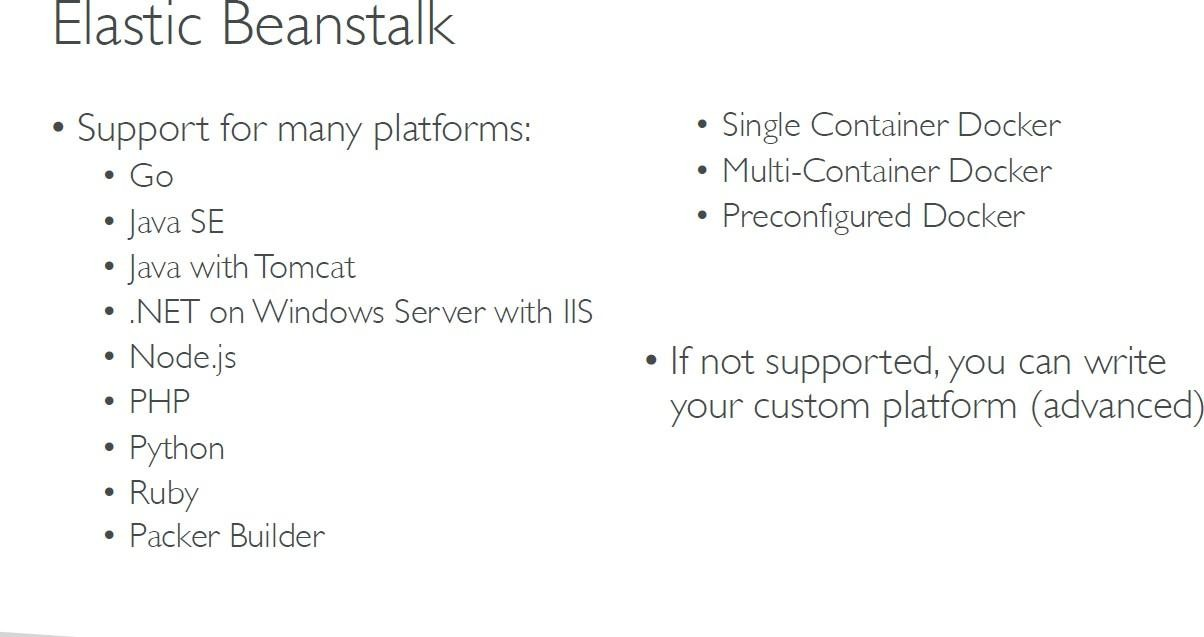 Elastic Beanstalk
• Support for many platforms:
• Go
• Java SE
• Java with Tomcat
• .NET on Windows Server with IIS
• Node.js
• PHP
• Python
• Ruby
• Packer Builder
• Single Container Docker
• Multi-Container Docker
• Preconfigured Docker
• If not supported, you can write
your custom platform (advanced)